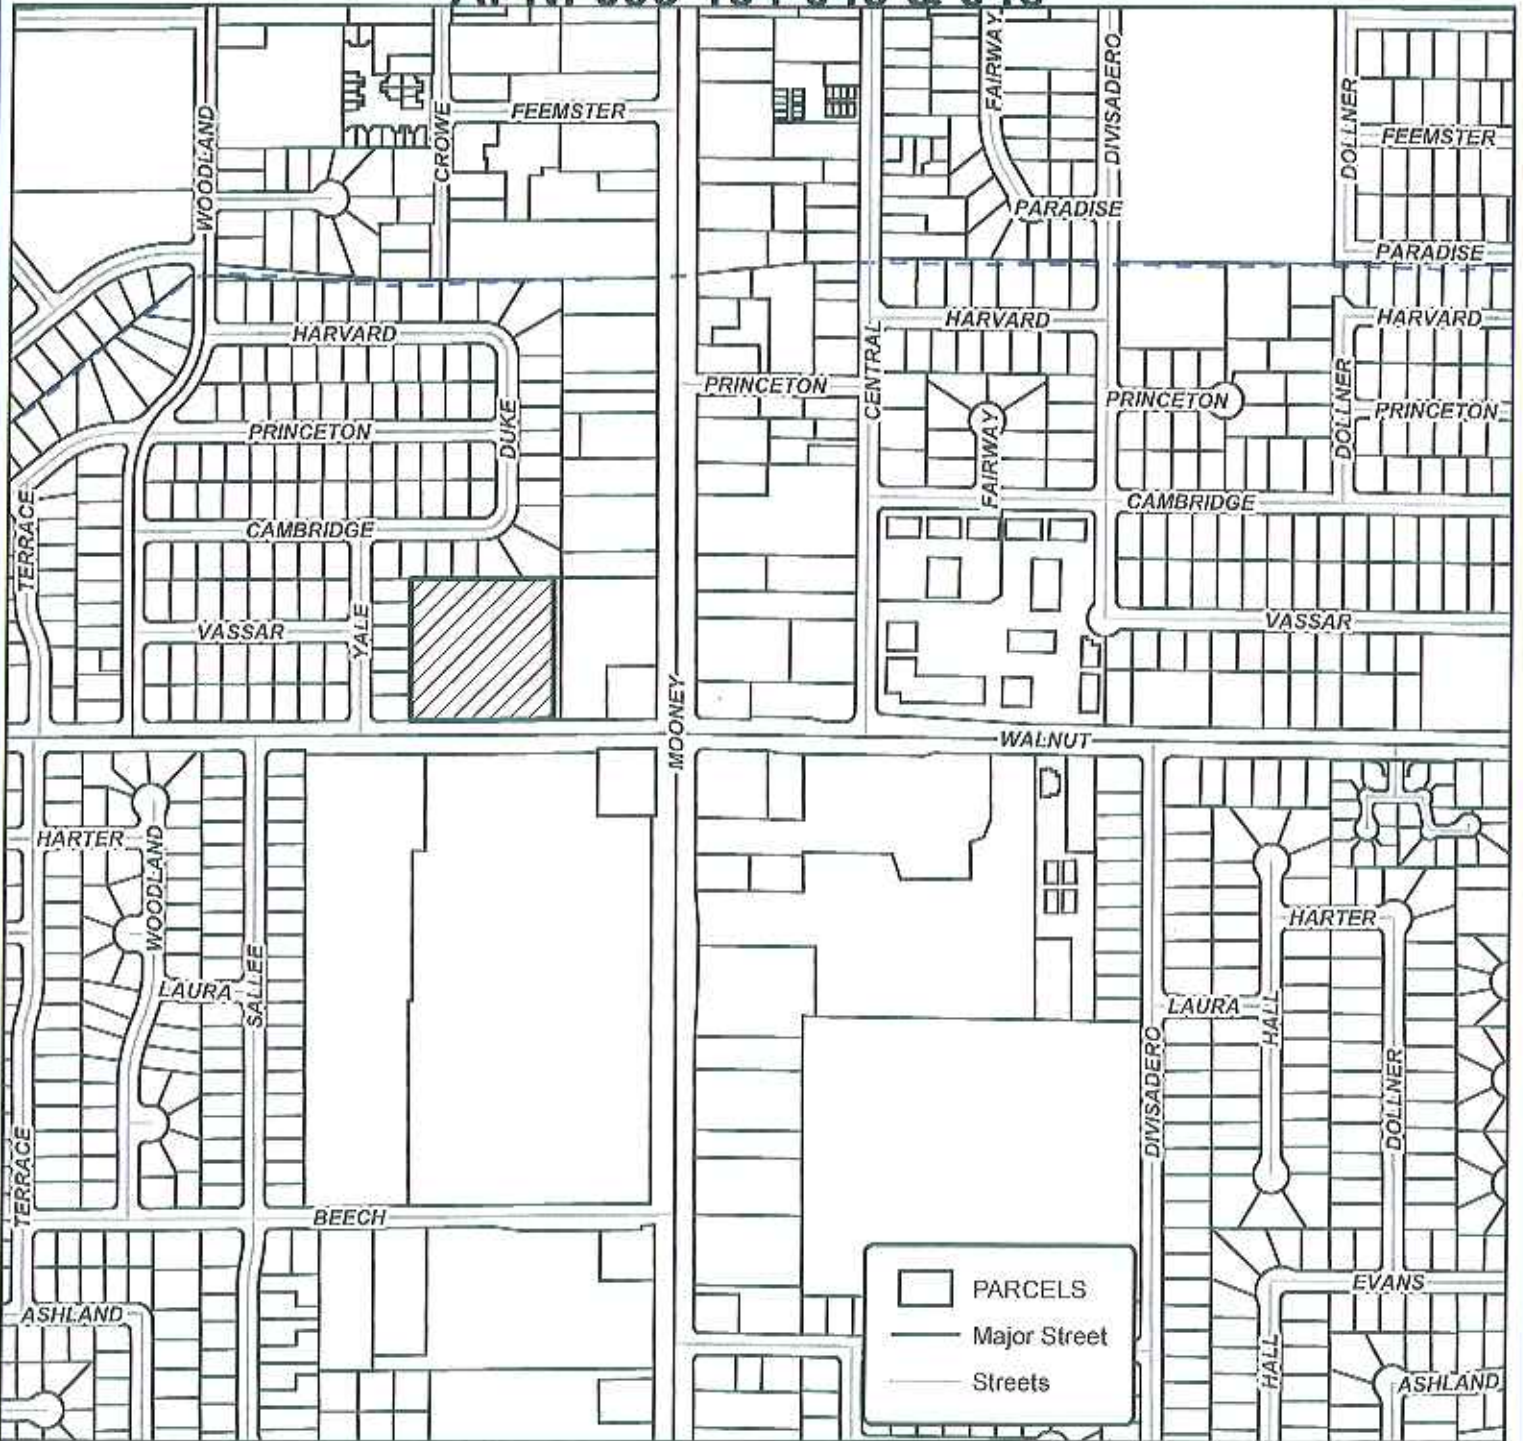 FAIRWAY
DIVISADERO
DOLLNER
WOODLAND
CROWE
FEEMSTER
FEEMSTER
PARADISE
PARADISE
HARVARD
HARVARD
HARVARD
CENTRAL
PRINCETON
PRINCETON
PRINCETON
DOLLNER
DUKE
PRINCETON
FAIRWAY
CAMBRIDGE
CAMBRIDGE
TERRACE
YALE
VASSAR
VASSAR
MOONEY
WALNUT
HARTER
WOODLAND
HARTER
SALLEE
LAURA
LAURA
HALL
DIVISADERO
DOLLNER
TERRACE
BEECH
EVANS
PARCELS
ASHLAND
Major Street
HALL
Streets
ASHLAND